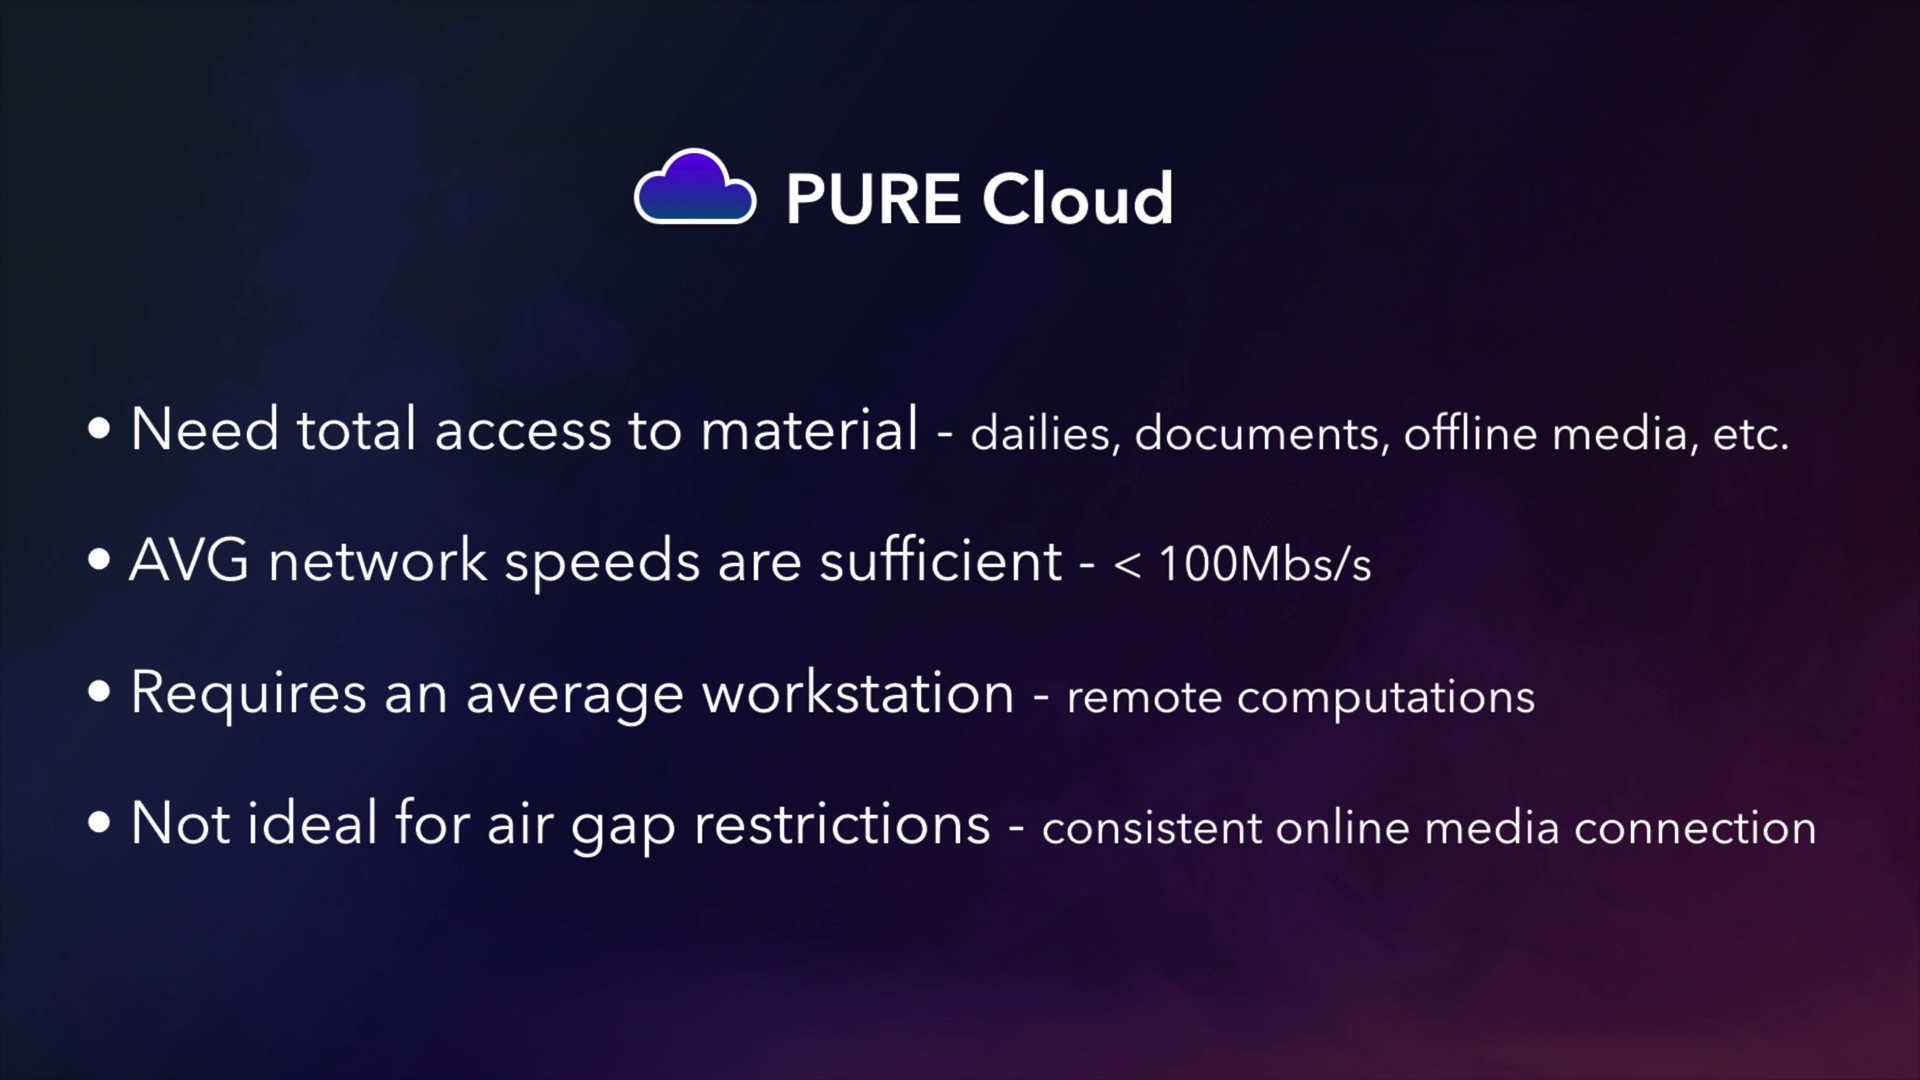 PURE Cloud
• Need total access to material - dailies, documents, offline media, etc.
• AVG network speeds are sufficient - < 100Mbs/s
• Requires an average workstation - remote computations
• Not ideal for air gap restrictions - consistent online media connection